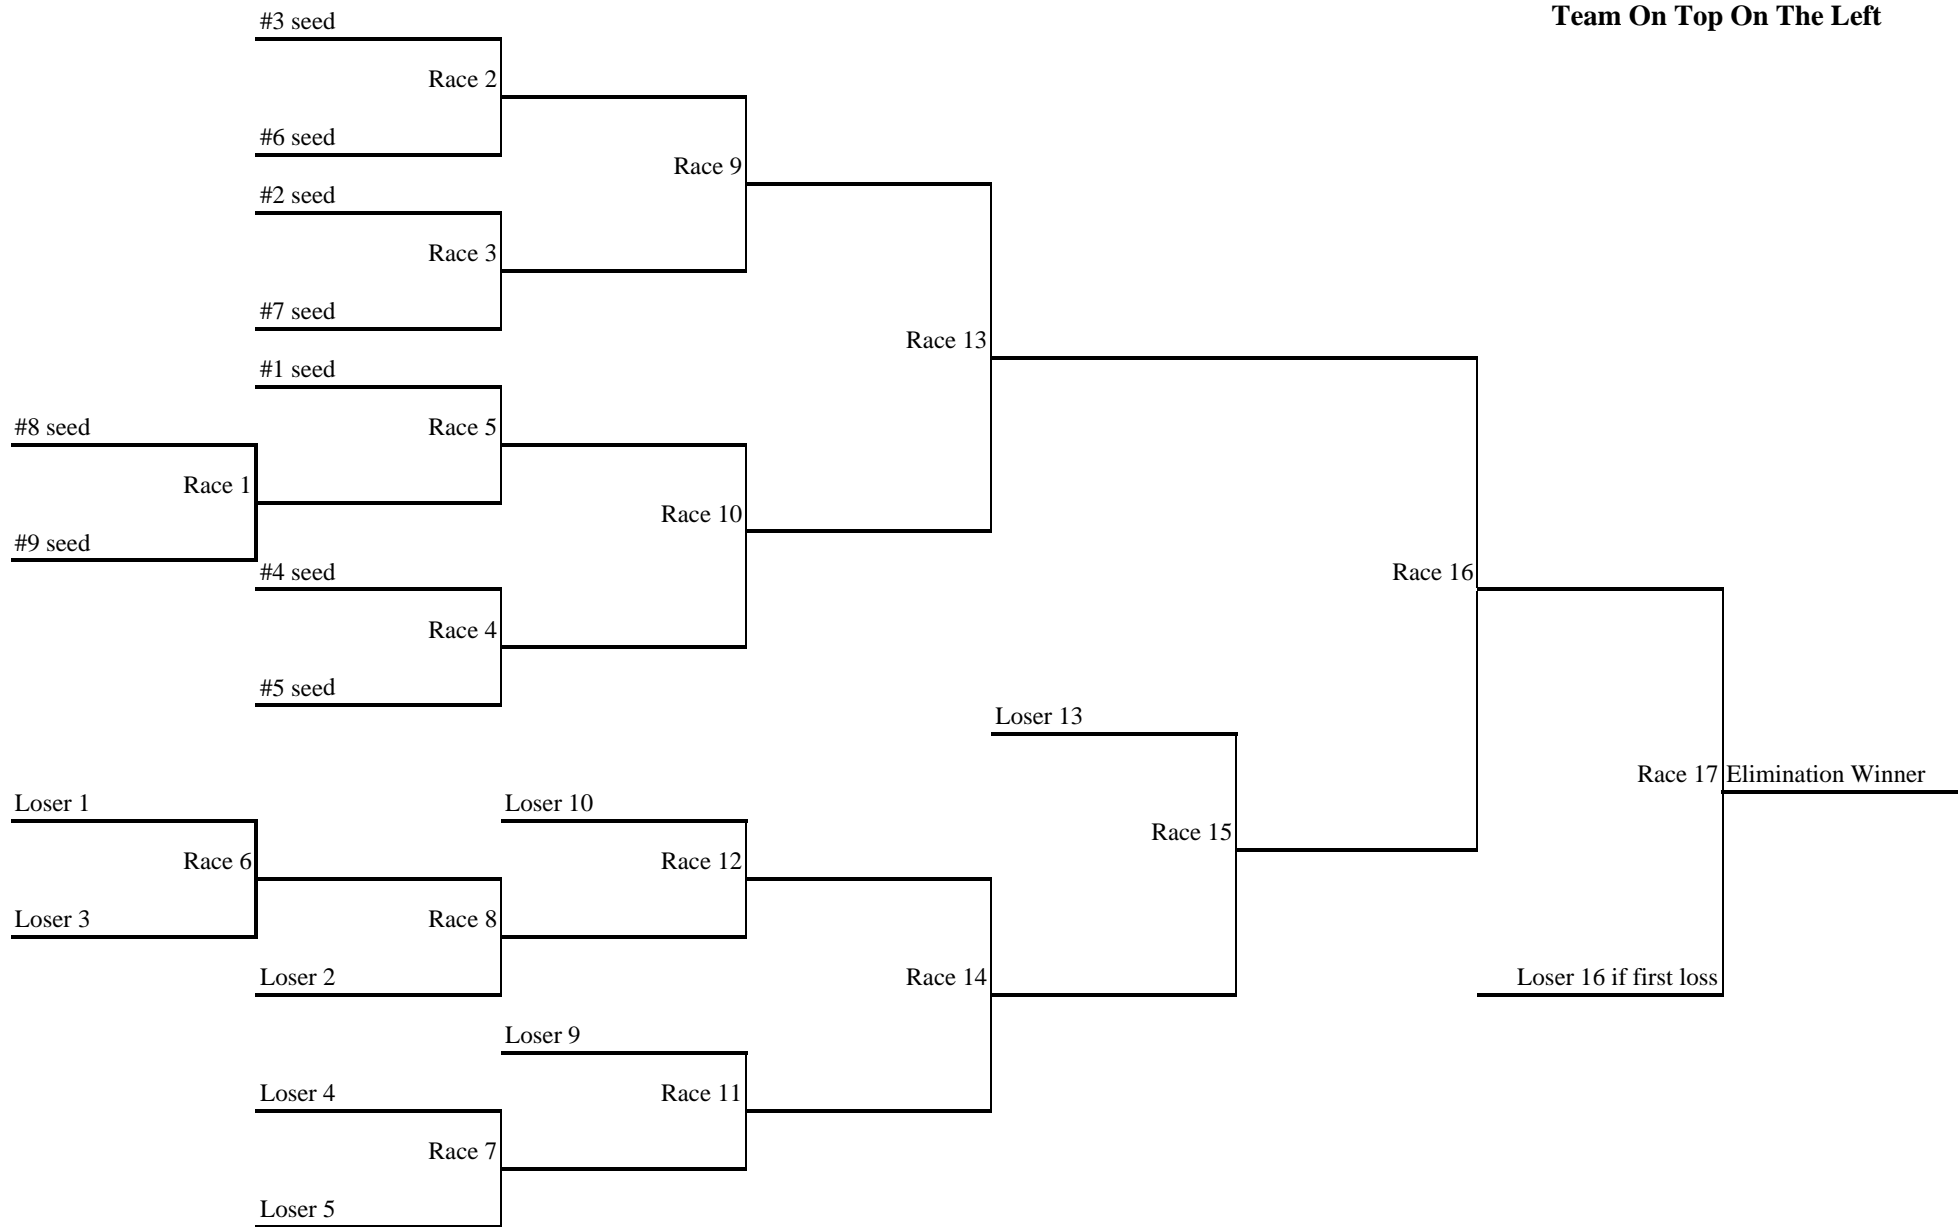 Team On Top On The Left
#3 seed
Race 2
#6 seed
Race 9
#2 seed
Race 3
#7 seed
Race 13
#1 seed
#8 seed
Race 5
Race 1
Race 10
#9 seed
#4 seed
Race 16
Race 4
#5 seed
Loser 13
Race 17 Elimination Winner
Loser 1
Loser 10
Race 15
Race 6
Race 12
Loser 3
Race 8
Loser 2
Race 14
Loser 16 if first loss
Loser 9
Loser 4
Race 11
Race 7
Loser 5